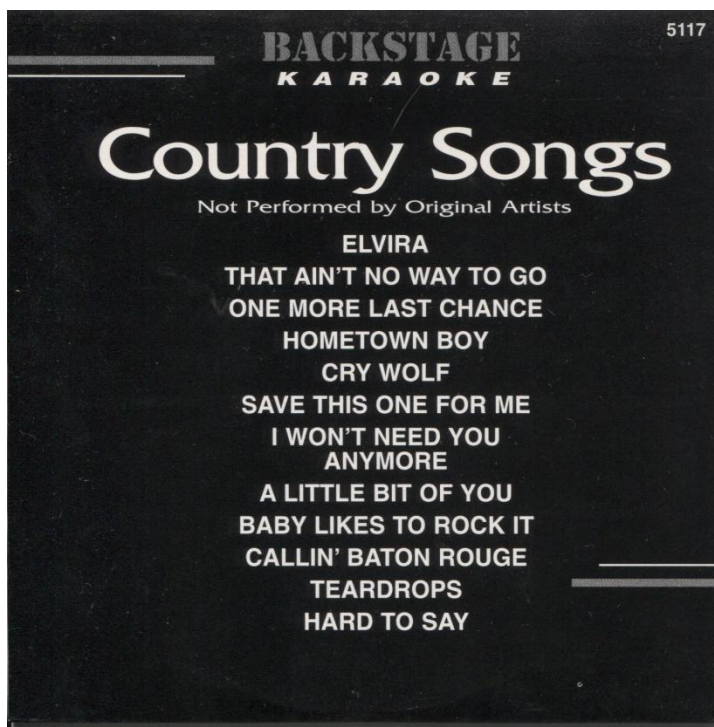 5117
BACKSTAGE
KARAOKE
Country Songs
Not Performed by Original Artists
ELVIRA
THAT AIN'T NO WAY TO GO
ONE MORE LAST CHANCE
HOMETOWN BOY
CRY WOLF
SAVE THIS ONE FOR ME
I WON'T NEED YOU
ANYMORE
A LITTLE BIT OF YOU
BABY LIKES TO ROCK IT
CALLIN' BATON ROUGE
TEARDROPS
HARD TO SAY